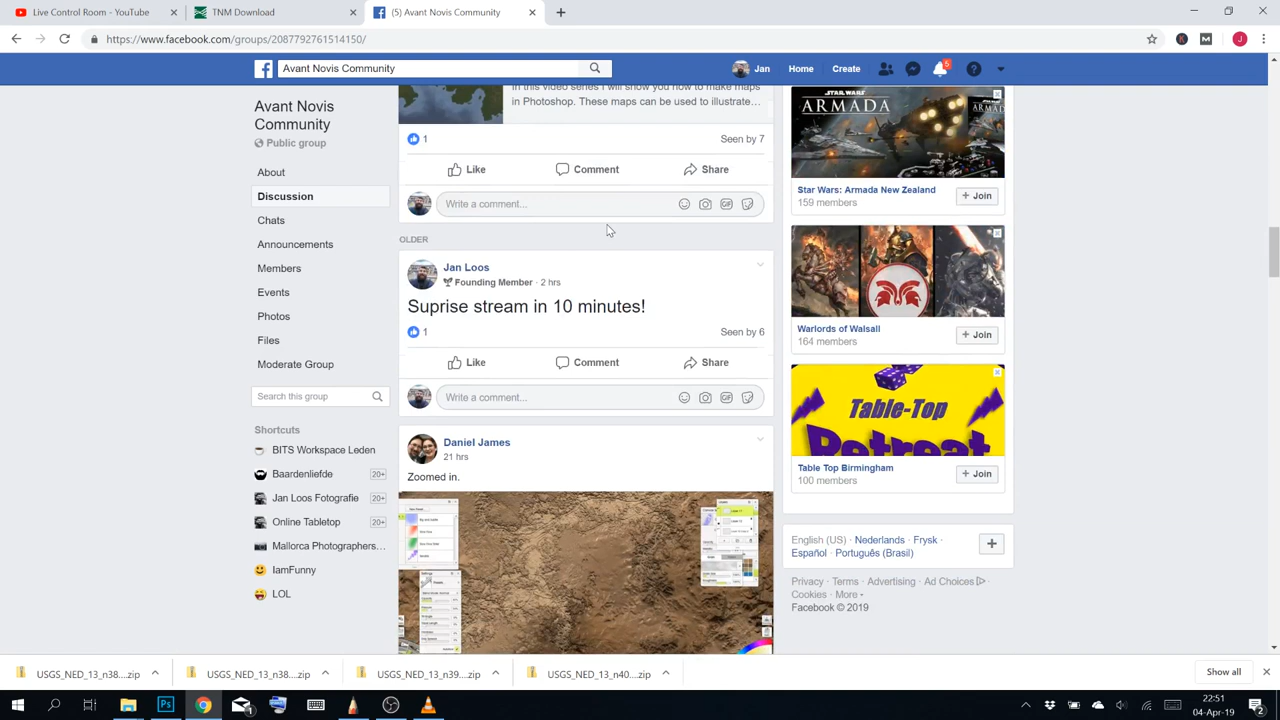 Live Control Room - YouTube
TNM Download
(5) Avant Novis Community
https://www.facebook.com/groups/2087792761514150/
Avant Novis Community
Jan
Home
Create
5
Avant Novis
Community
Public group
About
Discussion
Chats
Announcements
Members
Events
Photos
Files
Moderate Group
Search this group
Shortcuts
BITS Workspace Leden
Baardenliefde 20+
Jan Loos Fotografie 20+
Online Tabletop 20+
Mallorca Photographers...
IamFunny
LOL
In this video series I will show you how to make maps
in Photoshop. These maps can be used to illustrate...
1
Seen by 7
Like
Comment
Share
Write a comment...
GIF
OLDER
Jan Loos
Founding Member · 2 hrs
Suprise stream in 10 minutes!
1
Seen by 6
Like
Comment
Share
Write a comment...
GIF
Daniel James
21 hrs
Zoomed in.
STAR WARS
ARMADA
Star Wars: Armada New Zealand
159 members
+ Join
Warlords of Walsall
164 members
+ Join
Table-Top
Retreat
Table Top Birmingham
100 members
+ Join
English (US) · Nederlands · Frysk ·
Español · Português (Brasil)
Privacy · Terms · Advertising · Ad Choices ·
Cookies · More
Facebook © 2019
USGS_NED_13_n38....zip
USGS_NED_13_n38....zip
USGS_NED_13_n39....zip
USGS_NED_13_n40....zip
Show all
Ps
22:51
04-Apr-19
2